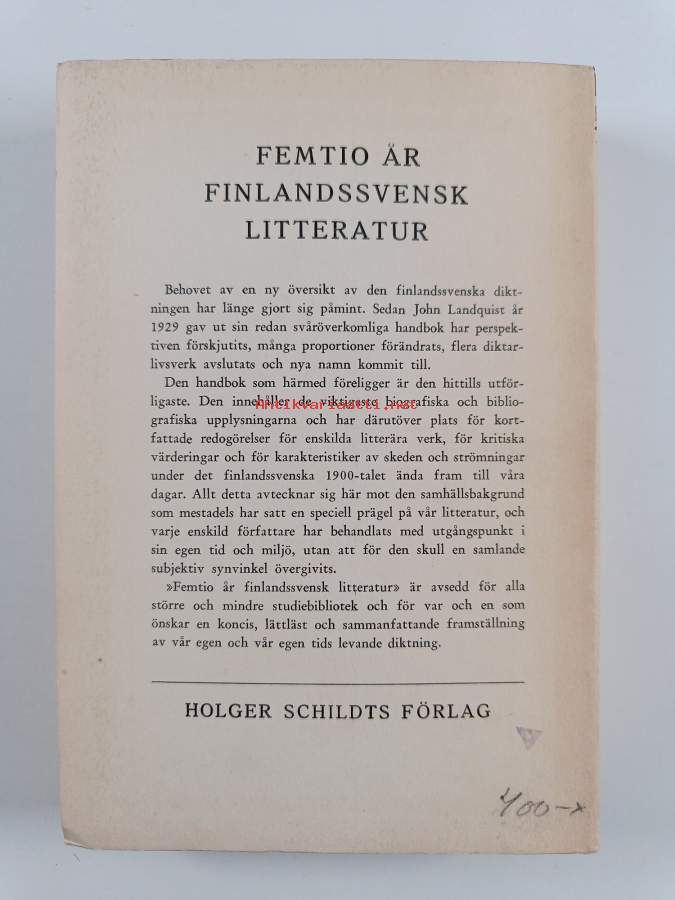 FEMTIO ÅR
FINLANDSSVENSK
LITTERATUR
Behovet av en ny översikt av den finlandssvenska dikt-
ningen har länge gjort sig påmint. Sedan John Landquist år
1929 gav ut sin redan svåröverkomliga handbok har perspek-
tiven förskjutits, många proportioner förändrats, flera diktar-
livsverk avslutats och nya namn kommit till.
Den handbok som härmed föreligger är den hittills utför-
ligaste. Den innehåller de viktigaste biografiska och biblio-
Antikvariaatti.net
grafiska upplysningarna och har därutöver plats för kort-
fattade redogörelser för enskilda litterära verk, för kritiska
värderingar och för karakteristiker av skeden och strömningar
under det finlandssvenska 1900-talet ända fram till våra
dagar. Allt detta avtecknar sig här mot den samhällsbakgrund
som mestadels har satt en speciell prägel på vår litteratur, och
varje enskild författare har behandlats med utgångspunkt i
sin egen tid och miljö, utan att för den skull en samlande
subjektiv synvinkel övergivits.
»Femtio år finlandssvensk litteratur» är avsedd för alla
större och mindre studiebibliotek och för var och en som
önskar en koncis, lättläst och sammanfattande framställning
av vår egen och vår egen tids levande diktning.
HOLGER SCHILDTS FÖRLAG
400-x